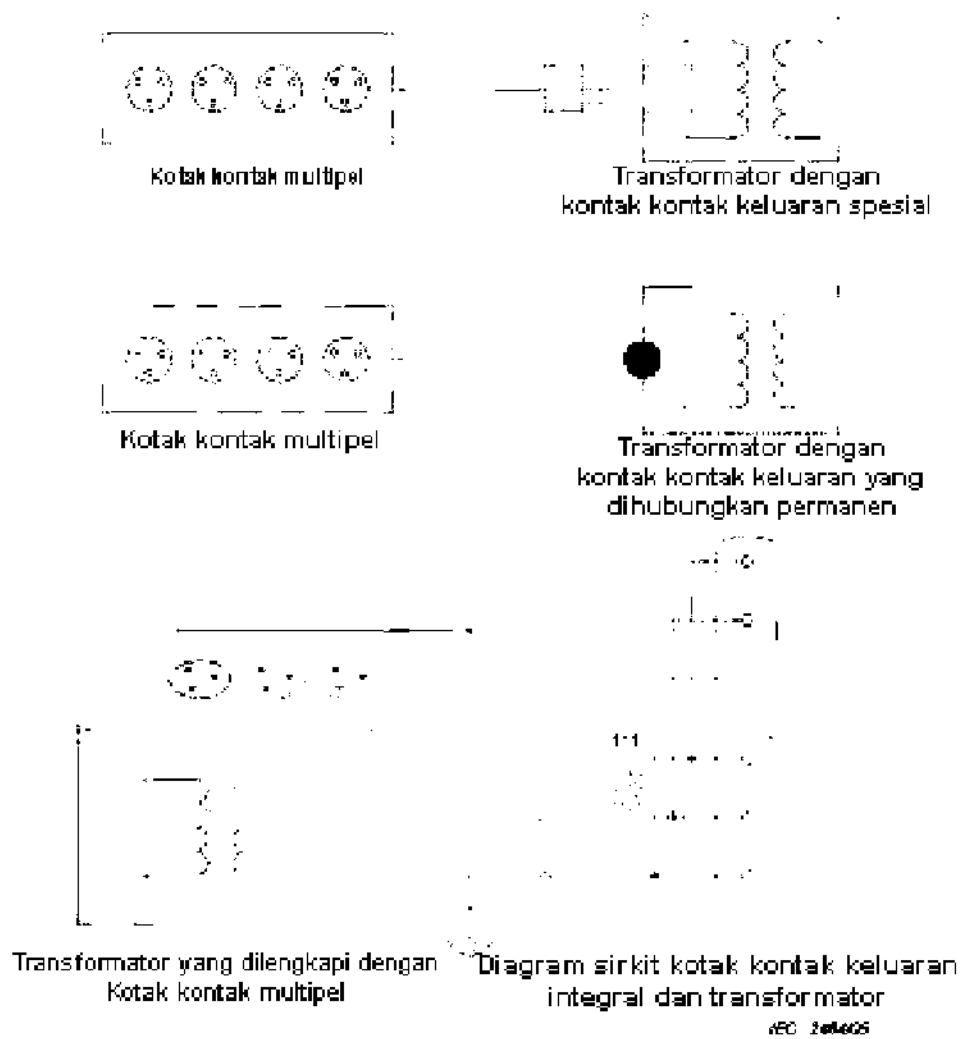 Kotak kontak multipel
Transformator dengan
kontak kontak keluaran spesial
Kotak kontak multipel
Transformator dengan
kontak kontak keluaran yang
dihubungkan permanen
1:1
Transformator yang dilengkapi dengan
Kotak kontak multipel
Diagram sirkit kotak kontak keluaran
integral dan transformator
IEC